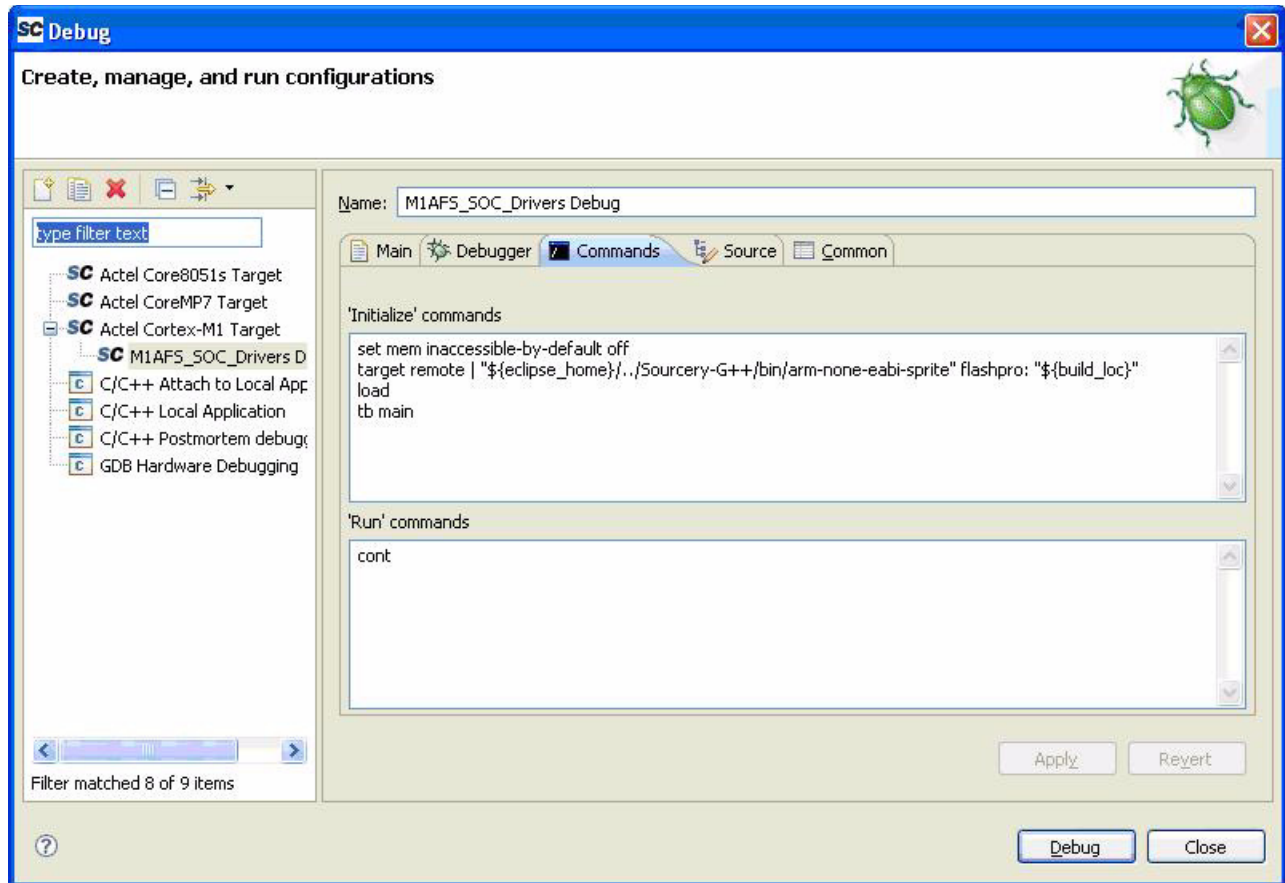 SC Debug
Create, manage, and run configurations
type filter text
SC Actel Core8051s Target
SC Actel CoreMP7 Target
SC Actel Cortex-M1 Target
SC M1AFS_SOC_Drivers D
C/C++ Attach to Local App
C/C++ Local Application
C/C++ Postmortem debugg
GDB Hardware Debugging
Filter matched 8 of 9 items
Name: M1AFS_SOC_Drivers Debug
Main Debugger Commands Source Common
'Initialize' commands
set mem inaccessible-by-default off
target remote | "${eclipse_home}/../Sourcery-G++/bin/arm-none-eabi-sprite" flashpro: "${build_loc}"
load
tb main
'Run' commands
cont
Apply Revert
Debug Close